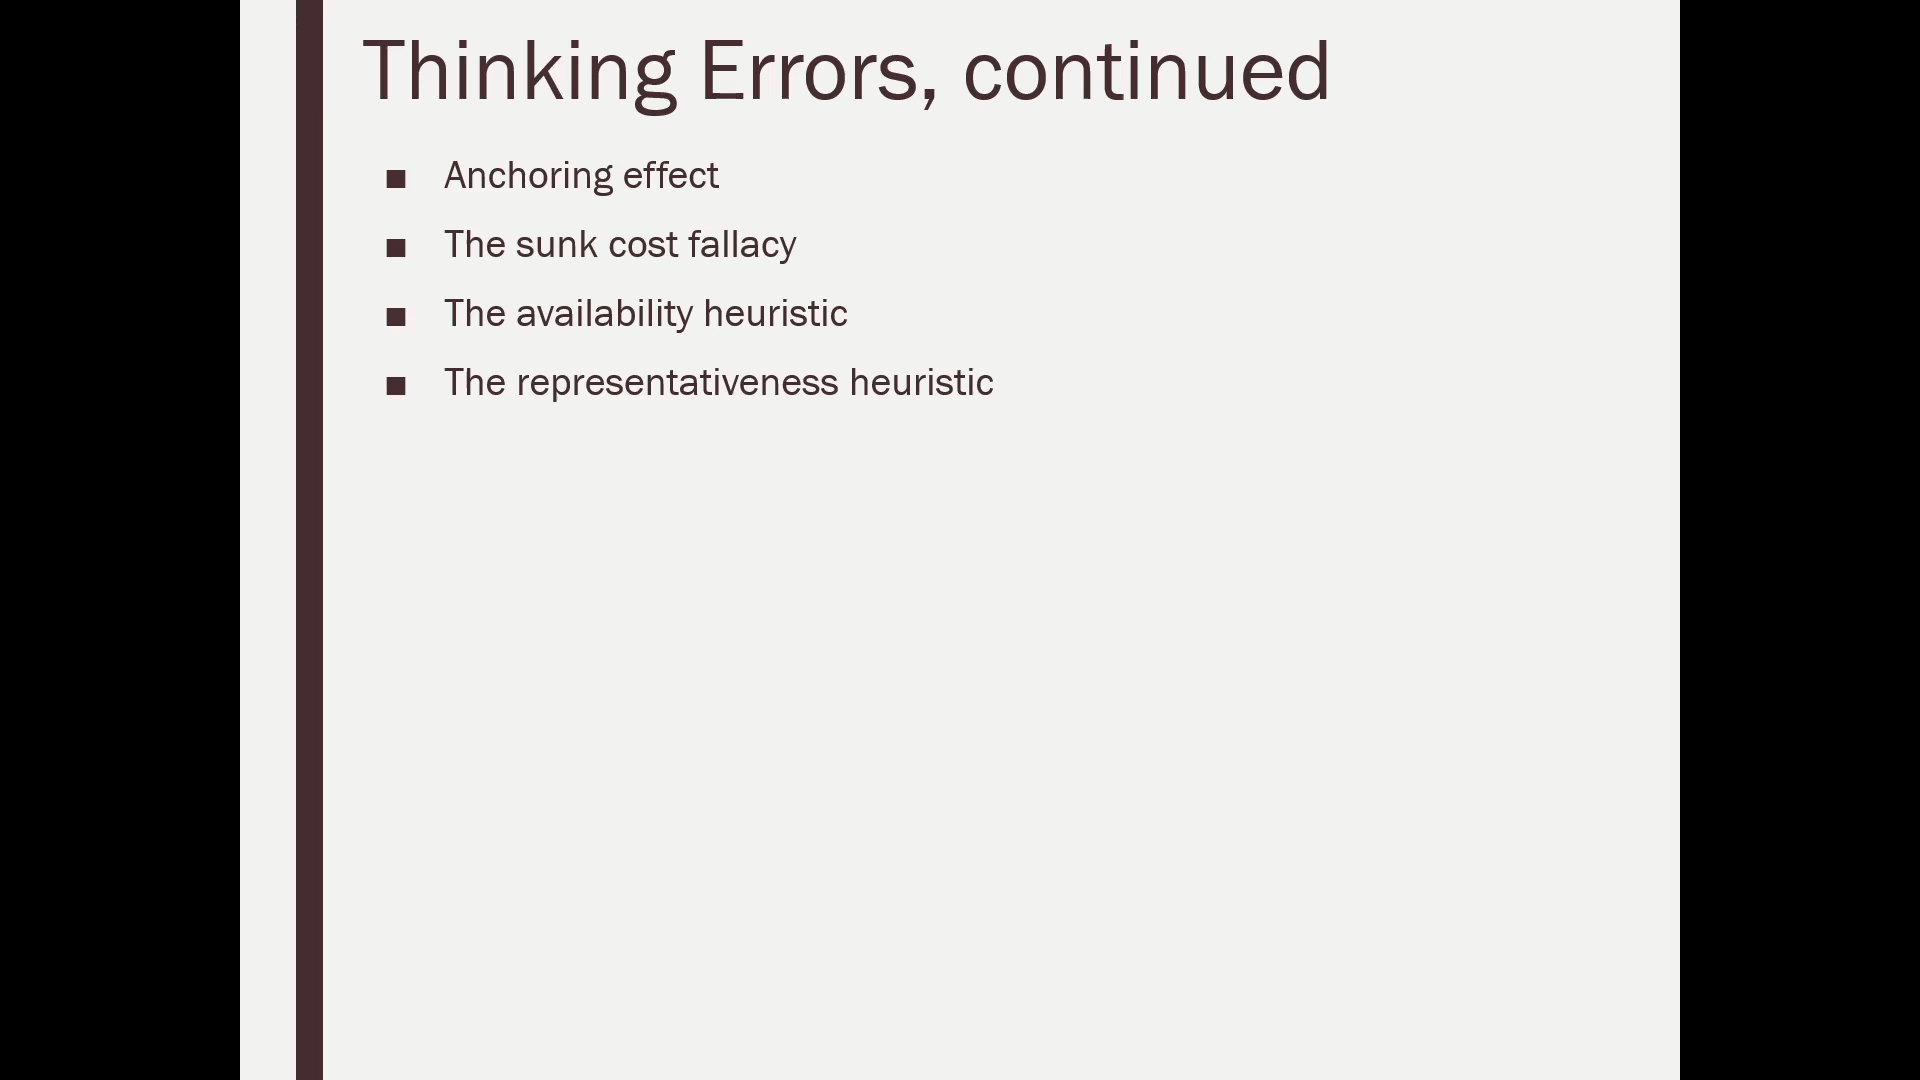 Thinking Errors, continued
■ Anchoring effect
■ The sunk cost fallacy
■ The availability heuristic
■ The representativeness heuristic